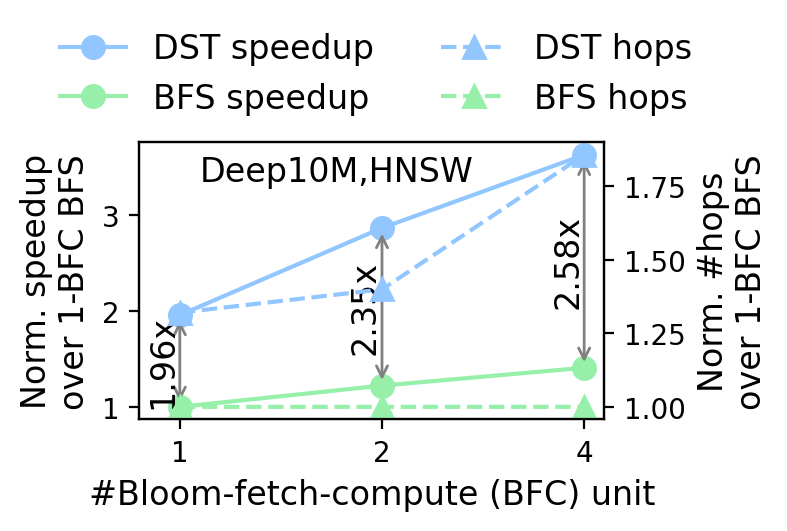 DST speedup
DST hops
BFS speedup
BFS hops
Norm. speedup
over 1-BFC BFS
3
2
1
Deep10M,HNSW
1.96x
2.35x
2.58x
1.75
1.50
1.25
1.00
Norm. #hops
over 1-BFC BFS
1
2
4
#Bloom-fetch-compute (BFC) unit